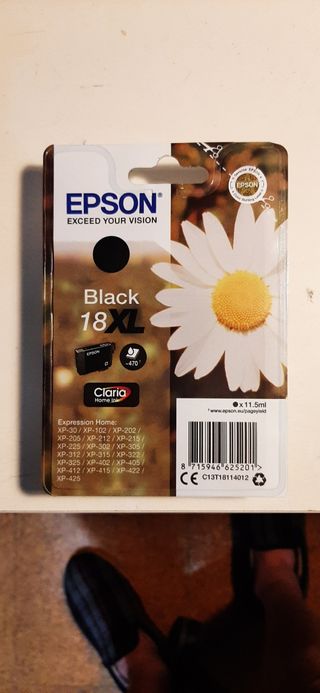 EPSON
EPSON
EXCEED YOUR VISION
Black
18XL
EPSON
~470
Claria
Home Ink
x 11.5ml
www.epson.eu/pageyield
Expression Home:
XP-30 / XP-102 / XP-202 /
XP-205 / XP-212 / XP-215 /
XP-225 / XP-302 / XP-305 /
XP-312 / XP-315 / XP-322 /
XP-325 / XP-402 / XP-405 /
XP-412 / XP-415 / XP-422 /
XP-425
8 715946 625201 >
CE C13T18114012